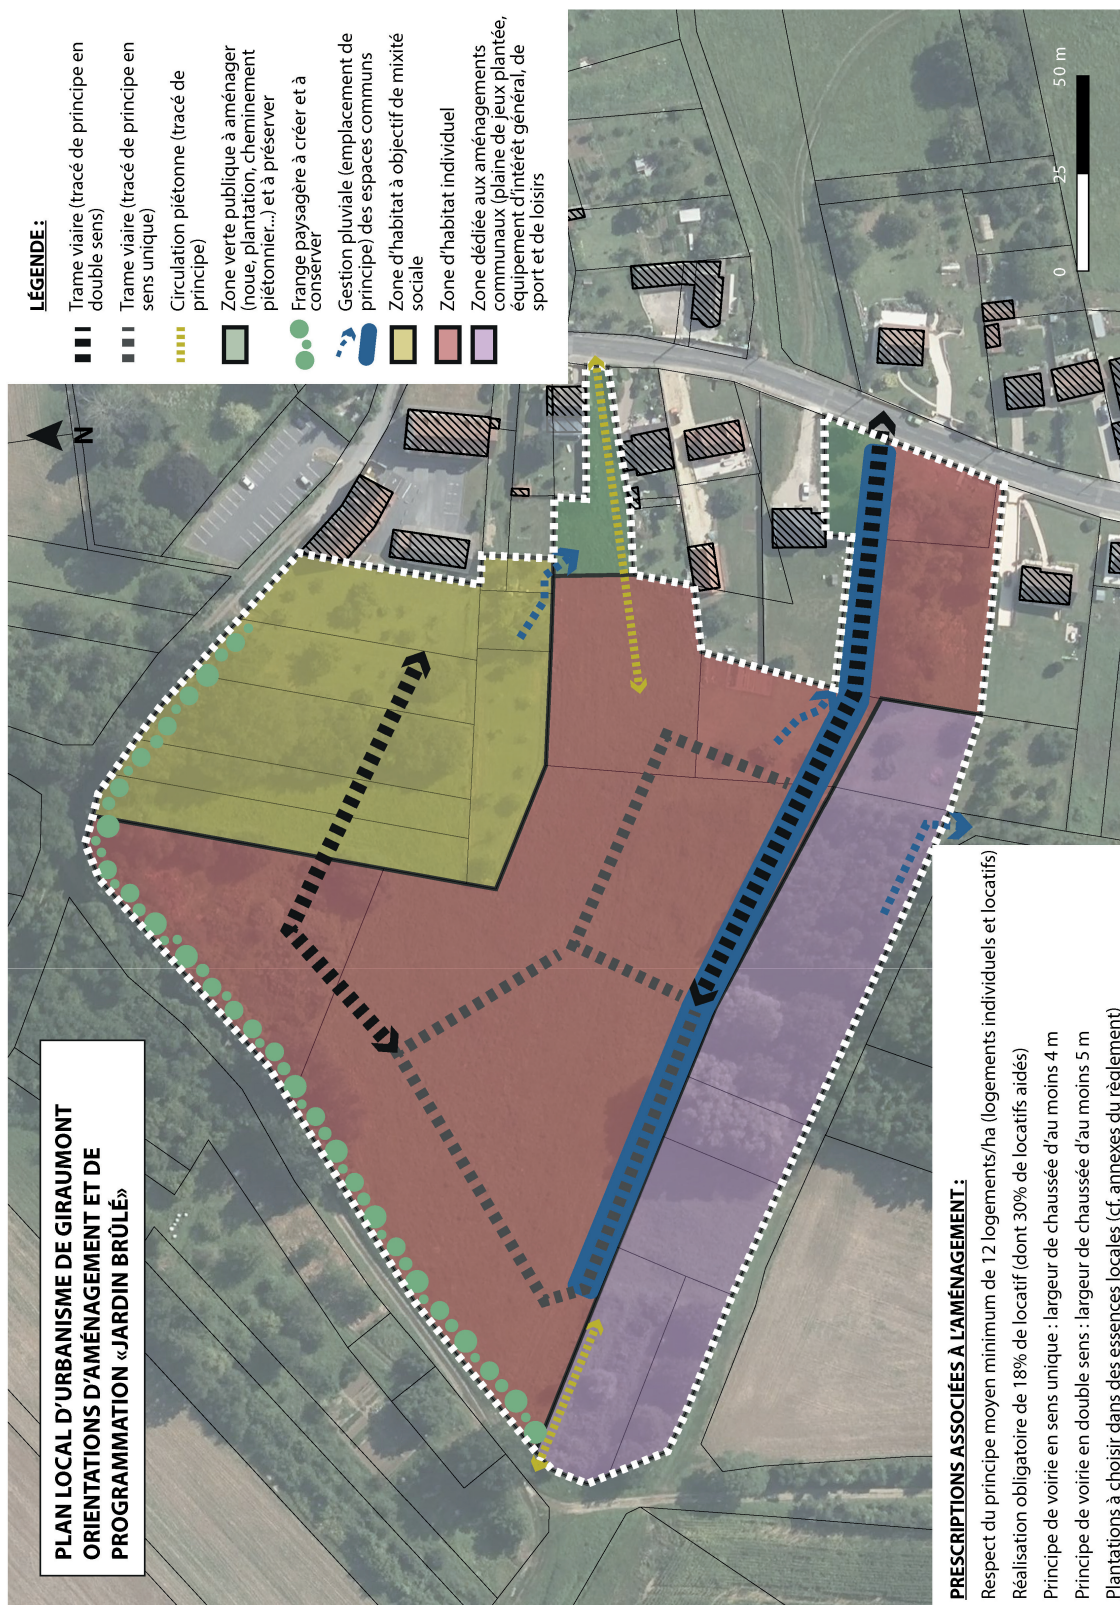 PLAN LOCAL D'URBANISME DE GIRAUMONT
ORIENTATIONS D'AMÉNAGEMENT ET DE
PROGRAMMATION «JARDIN BRÛLÉ»
N
LÉGENDE :
Trame viaire (tracé de principe en
double sens)
Trame viaire (tracé de principe en
sens unique)
Circulation piétonne (tracé de
principe)
Zone verte publique à aménager
(noue, plantation, cheminement
piétonnier...) et à préserver
Frange paysagère à créer et à
conserver
Gestion pluviale (emplacement de
principe) des espaces communs
Zone d'habitat à objectif de mixité
sociale
Zone d'habitat individuel
Zone dédiée aux aménagements
communaux (plaine de jeux plantée,
équipement d'intérêt général, de
sport et de loisirs
0 25 50 m
PRESCRIPTIONS ASSOCIÉES À L'AMÉNAGEMENT :
Respect du principe moyen minimum de 12 logements/ha (logements individuels et locatifs)
Réalisation obligatoire de 18% de locatif (dont 30% de locatifs aidés)
Principe de voirie en sens unique : largeur de chaussée d'au moins 4 m
Principe de voirie en double sens : largeur de chaussée d'au moins 5 m
Plantations à choisir dans des essences locales (cf. annexes du règlement)